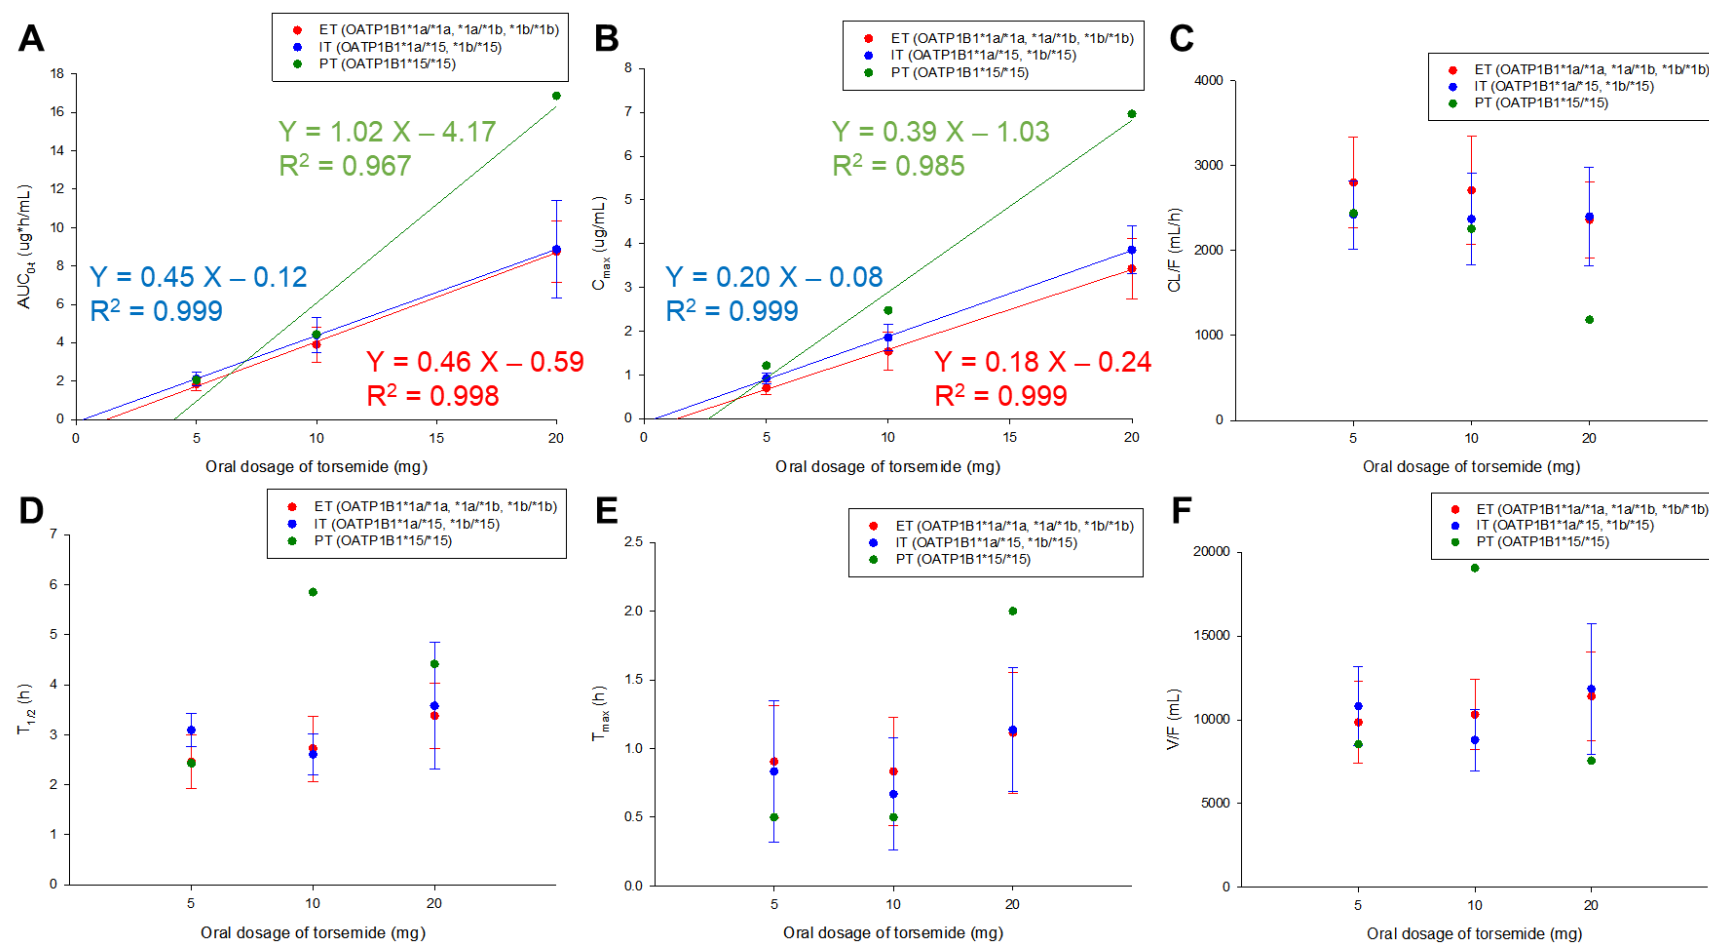 A
ET (OATP1B1*1a/*1a, *1a/*1b, *1b/*1b)
IT (OATP1B1*1a/*15, *1b/*15)
PT (OATP1B1*15/*15)
18
16
14
12
10
8
6
4
2
0
AUC0-t (ug*h/mL)
Y = 1.02 X – 4.17
R2 = 0.967
Y = 0.45 X – 0.12
R2 = 0.999
Y = 0.46 X – 0.59
R2 = 0.998
0 5 10 15 20
Oral dosage of torsemide (mg)
B
ET (OATP1B1*1a/*1a, *1a/*1b, *1b/*1b)
IT (OATP1B1*1a/*15, *1b/*15)
PT (OATP1B1*15/*15)
8
7
6
5
4
3
2
1
0
Cmax (ug/mL)
Y = 0.39 X – 1.03
R2 = 0.985
Y = 0.20 X – 0.08
R2 = 0.999
Y = 0.18 X – 0.24
R2 = 0.999
0 5 10 15 20
Oral dosage of torsemide (mg)
C
ET (OATP1B1*1a/*1a, *1a/*1b, *1b/*1b)
IT (OATP1B1*1a/*15, *1b/*15)
PT (OATP1B1*15/*15)
4000
3000
2000
1000
0
CL/F (mL/h)
5 10 20
Oral dosage of torsemide (mg)
D
ET (OATP1B1*1a/*1a, *1a/*1b, *1b/*1b)
IT (OATP1B1*1a/*15, *1b/*15)
PT (OATP1B1*15/*15)
7
6
5
4
3
2
1
0
T1/2 (h)
5 10 20
Oral dosage of torsemide (mg)
E
ET (OATP1B1*1a/*1a, *1a/*1b, *1b/*1b)
IT (OATP1B1*1a/*15, *1b/*15)
PT (OATP1B1*15/*15)
2.5
2.0
1.5
1.0
0.5
0.0
Tmax (h)
5 10 20
Oral dosage of torsemide (mg)
F
ET (OATP1B1*1a/*1a, *1a/*1b, *1b/*1b)
IT (OATP1B1*1a/*15, *1b/*15)
PT (OATP1B1*15/*15)
20000
15000
10000
5000
0
V/F (mL)
5 10 20
Oral dosage of torsemide (mg)